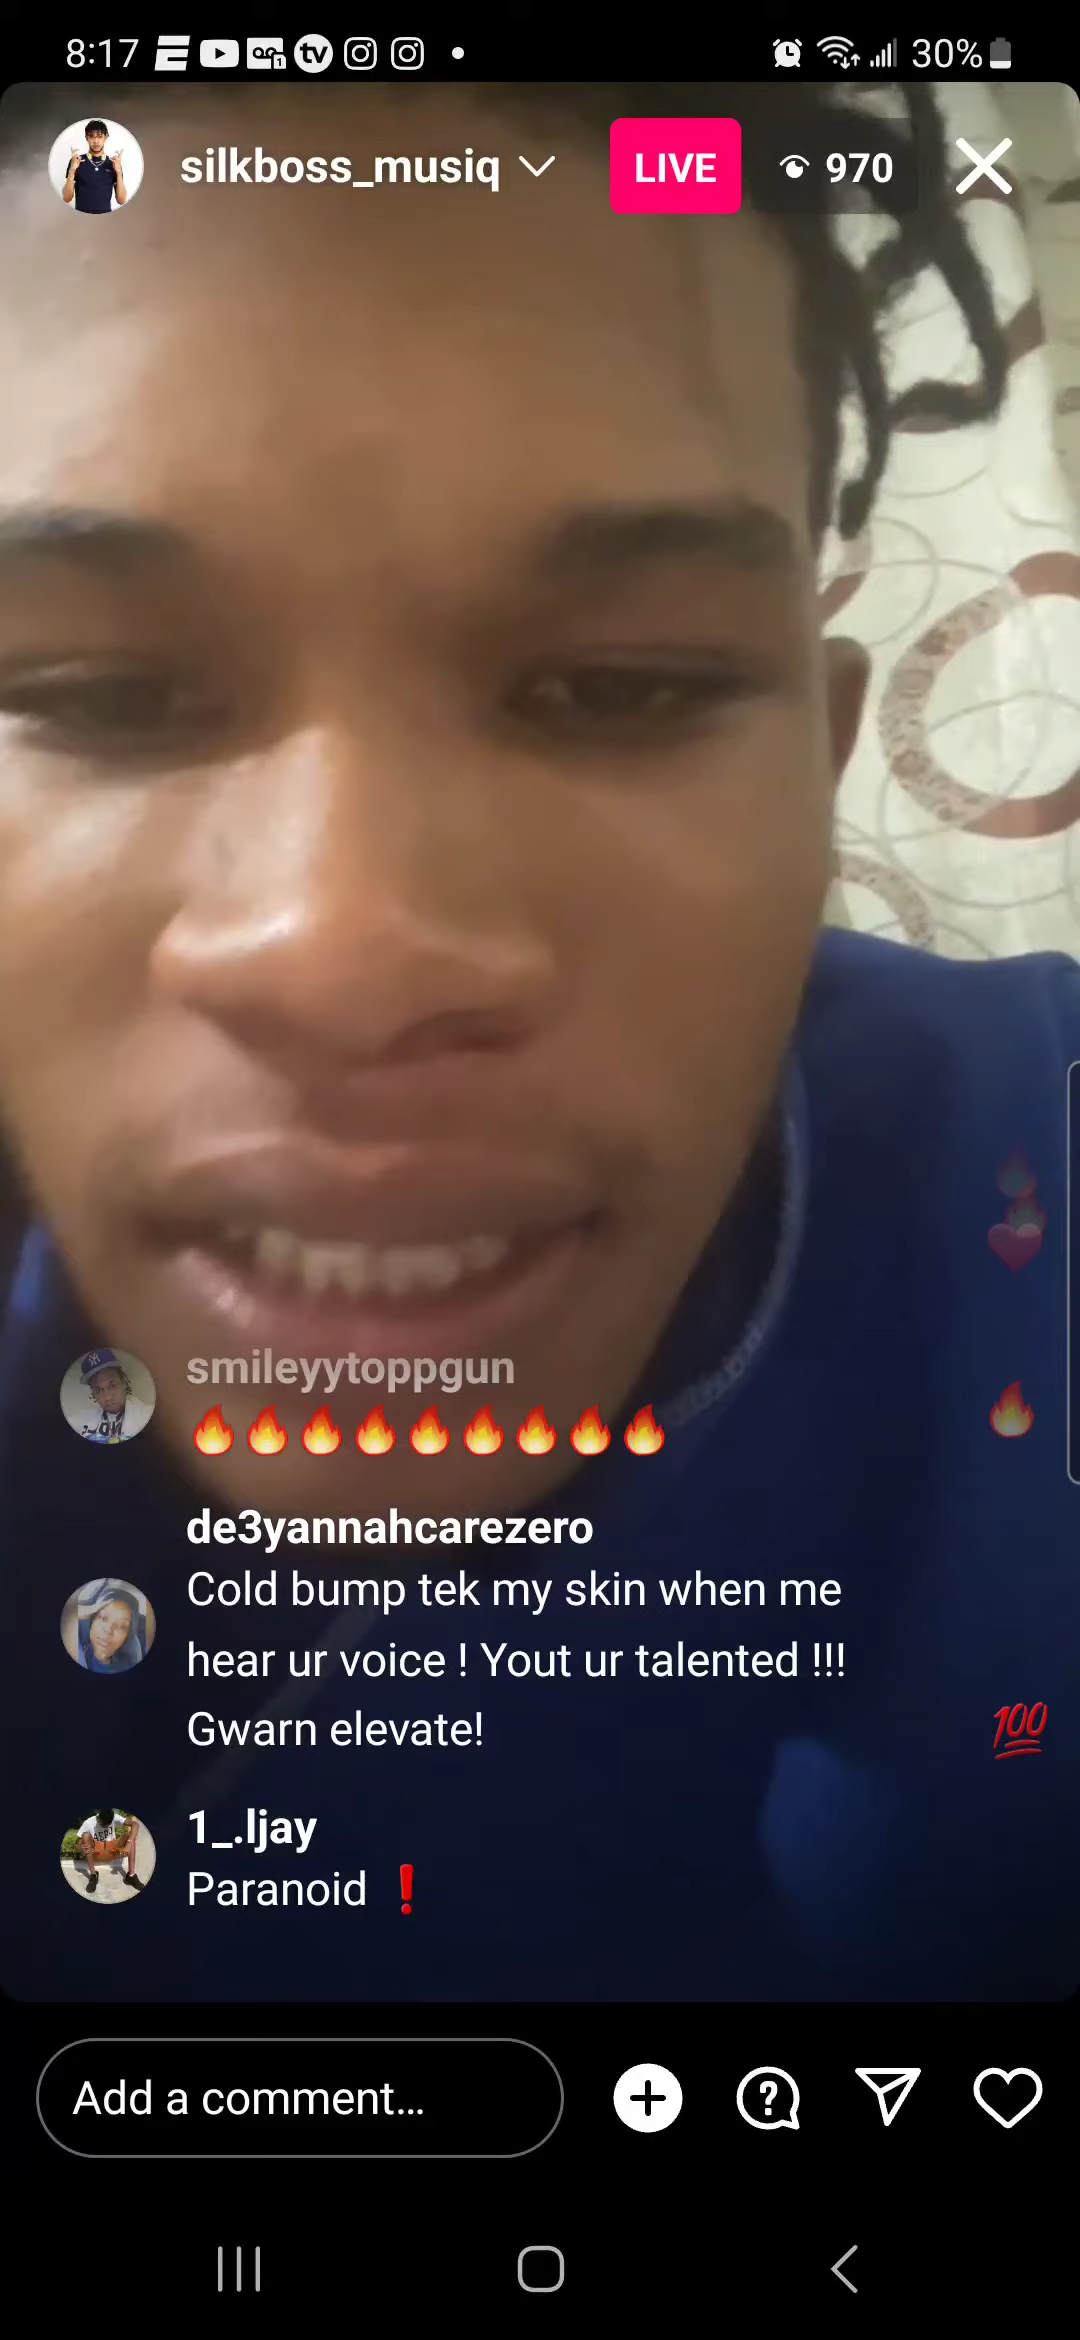 8:17 30%
silkboss_musiq LIVE 970
smileyytoppgun
🔥🔥🔥🔥🔥🔥🔥🔥🔥
de3yannahcarezero
Cold bump tek my skin when me
hear ur voice ! Yout ur talented !!!
Gwarn elevate!
💯
1_.ljay
Paranoid ❗
Add a comment...